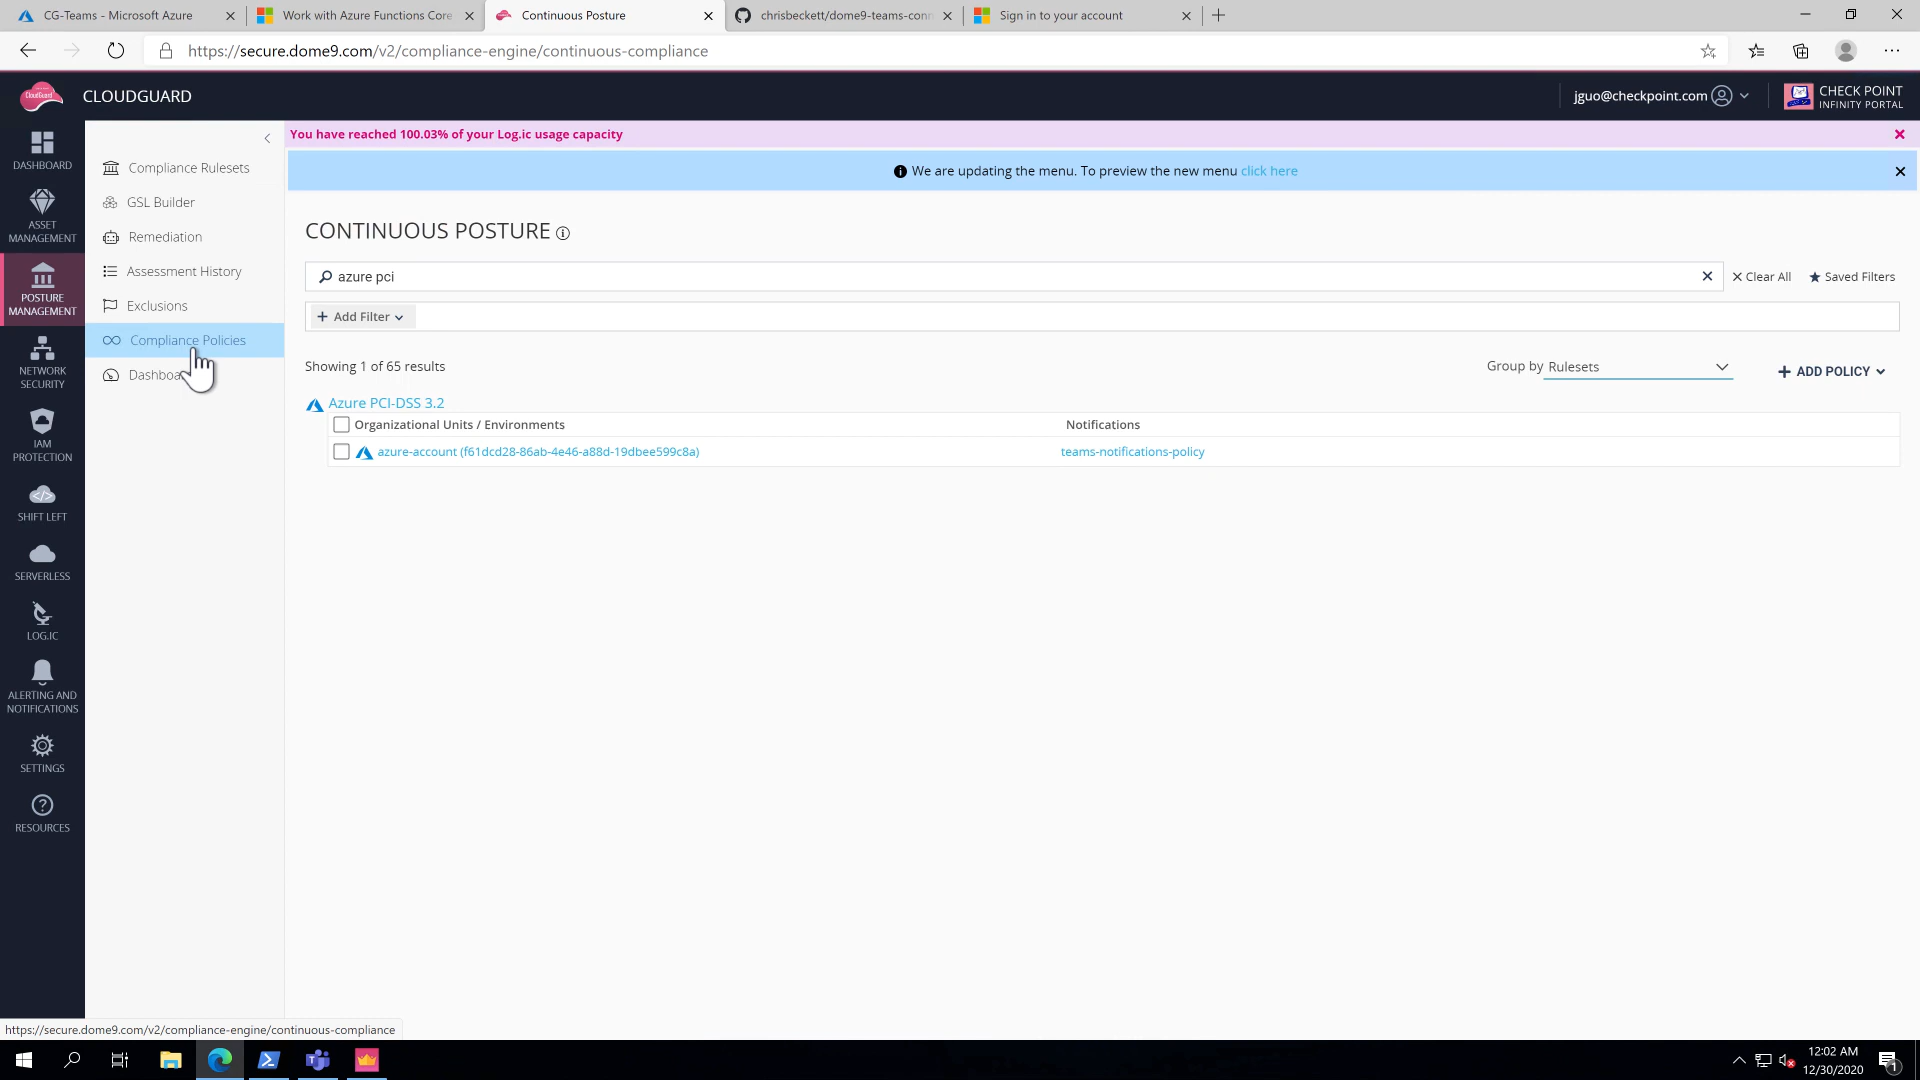 CG-Teams - Microsoft Azure
Work with Azure Functions Core
Continuous Posture
chrisbeckett/dome9-teams-conn
Sign in to your account
https://secure.dome9.com/v2/compliance-engine/continuous-compliance
CloudGuard
CLOUDGUARD
jguo@checkpoint.com
CHECK POINT
INFINITY PORTAL
DASHBOARD
ASSET
MANAGEMENT
POSTURE
MANAGEMENT
NETWORK
SECURITY
IAM
PROTECTION
SHIFT LEFT
SERVERLESS
LOG.IC
ALERTING AND
NOTIFICATIONS
SETTINGS
RESOURCES
Compliance Rulesets
GSL Builder
Remediation
Assessment History
Exclusions
Compliance Policies
Dashboa
You have reached 100.03% of your Log.ic usage capacity
We are updating the menu. To preview the new menu click here
CONTINUOUS POSTURE
azure pci
Clear All
Saved Filters
Add Filter
Showing 1 of 65 results
Group by Rulesets
ADD POLICY
Azure PCI-DSS 3.2
Organizational Units / Environments
Notifications
azure-account (f61dcd28-86ab-4e46-a88d-19dbee599c8a)
teams-notifications-policy
https://secure.dome9.com/v2/compliance-engine/continuous-compliance
12:02 AM
12/30/2020
1